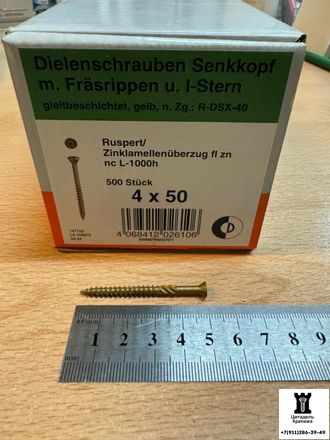 Dielenschrauben Senkkopf
m. Fräsrippen u. I-Stern
gleitbeschichtet, gelb, n. Zg.: R-DSX-40
Ruspert/
Zinklamellenüberzug fl zn
nc L-1000h
500 Stück
4 x 50
4 068412 026106
04.24
1 2 3 4 5 6 7 8 9
Цитадель
Крепежа
+7(911)286-39-49